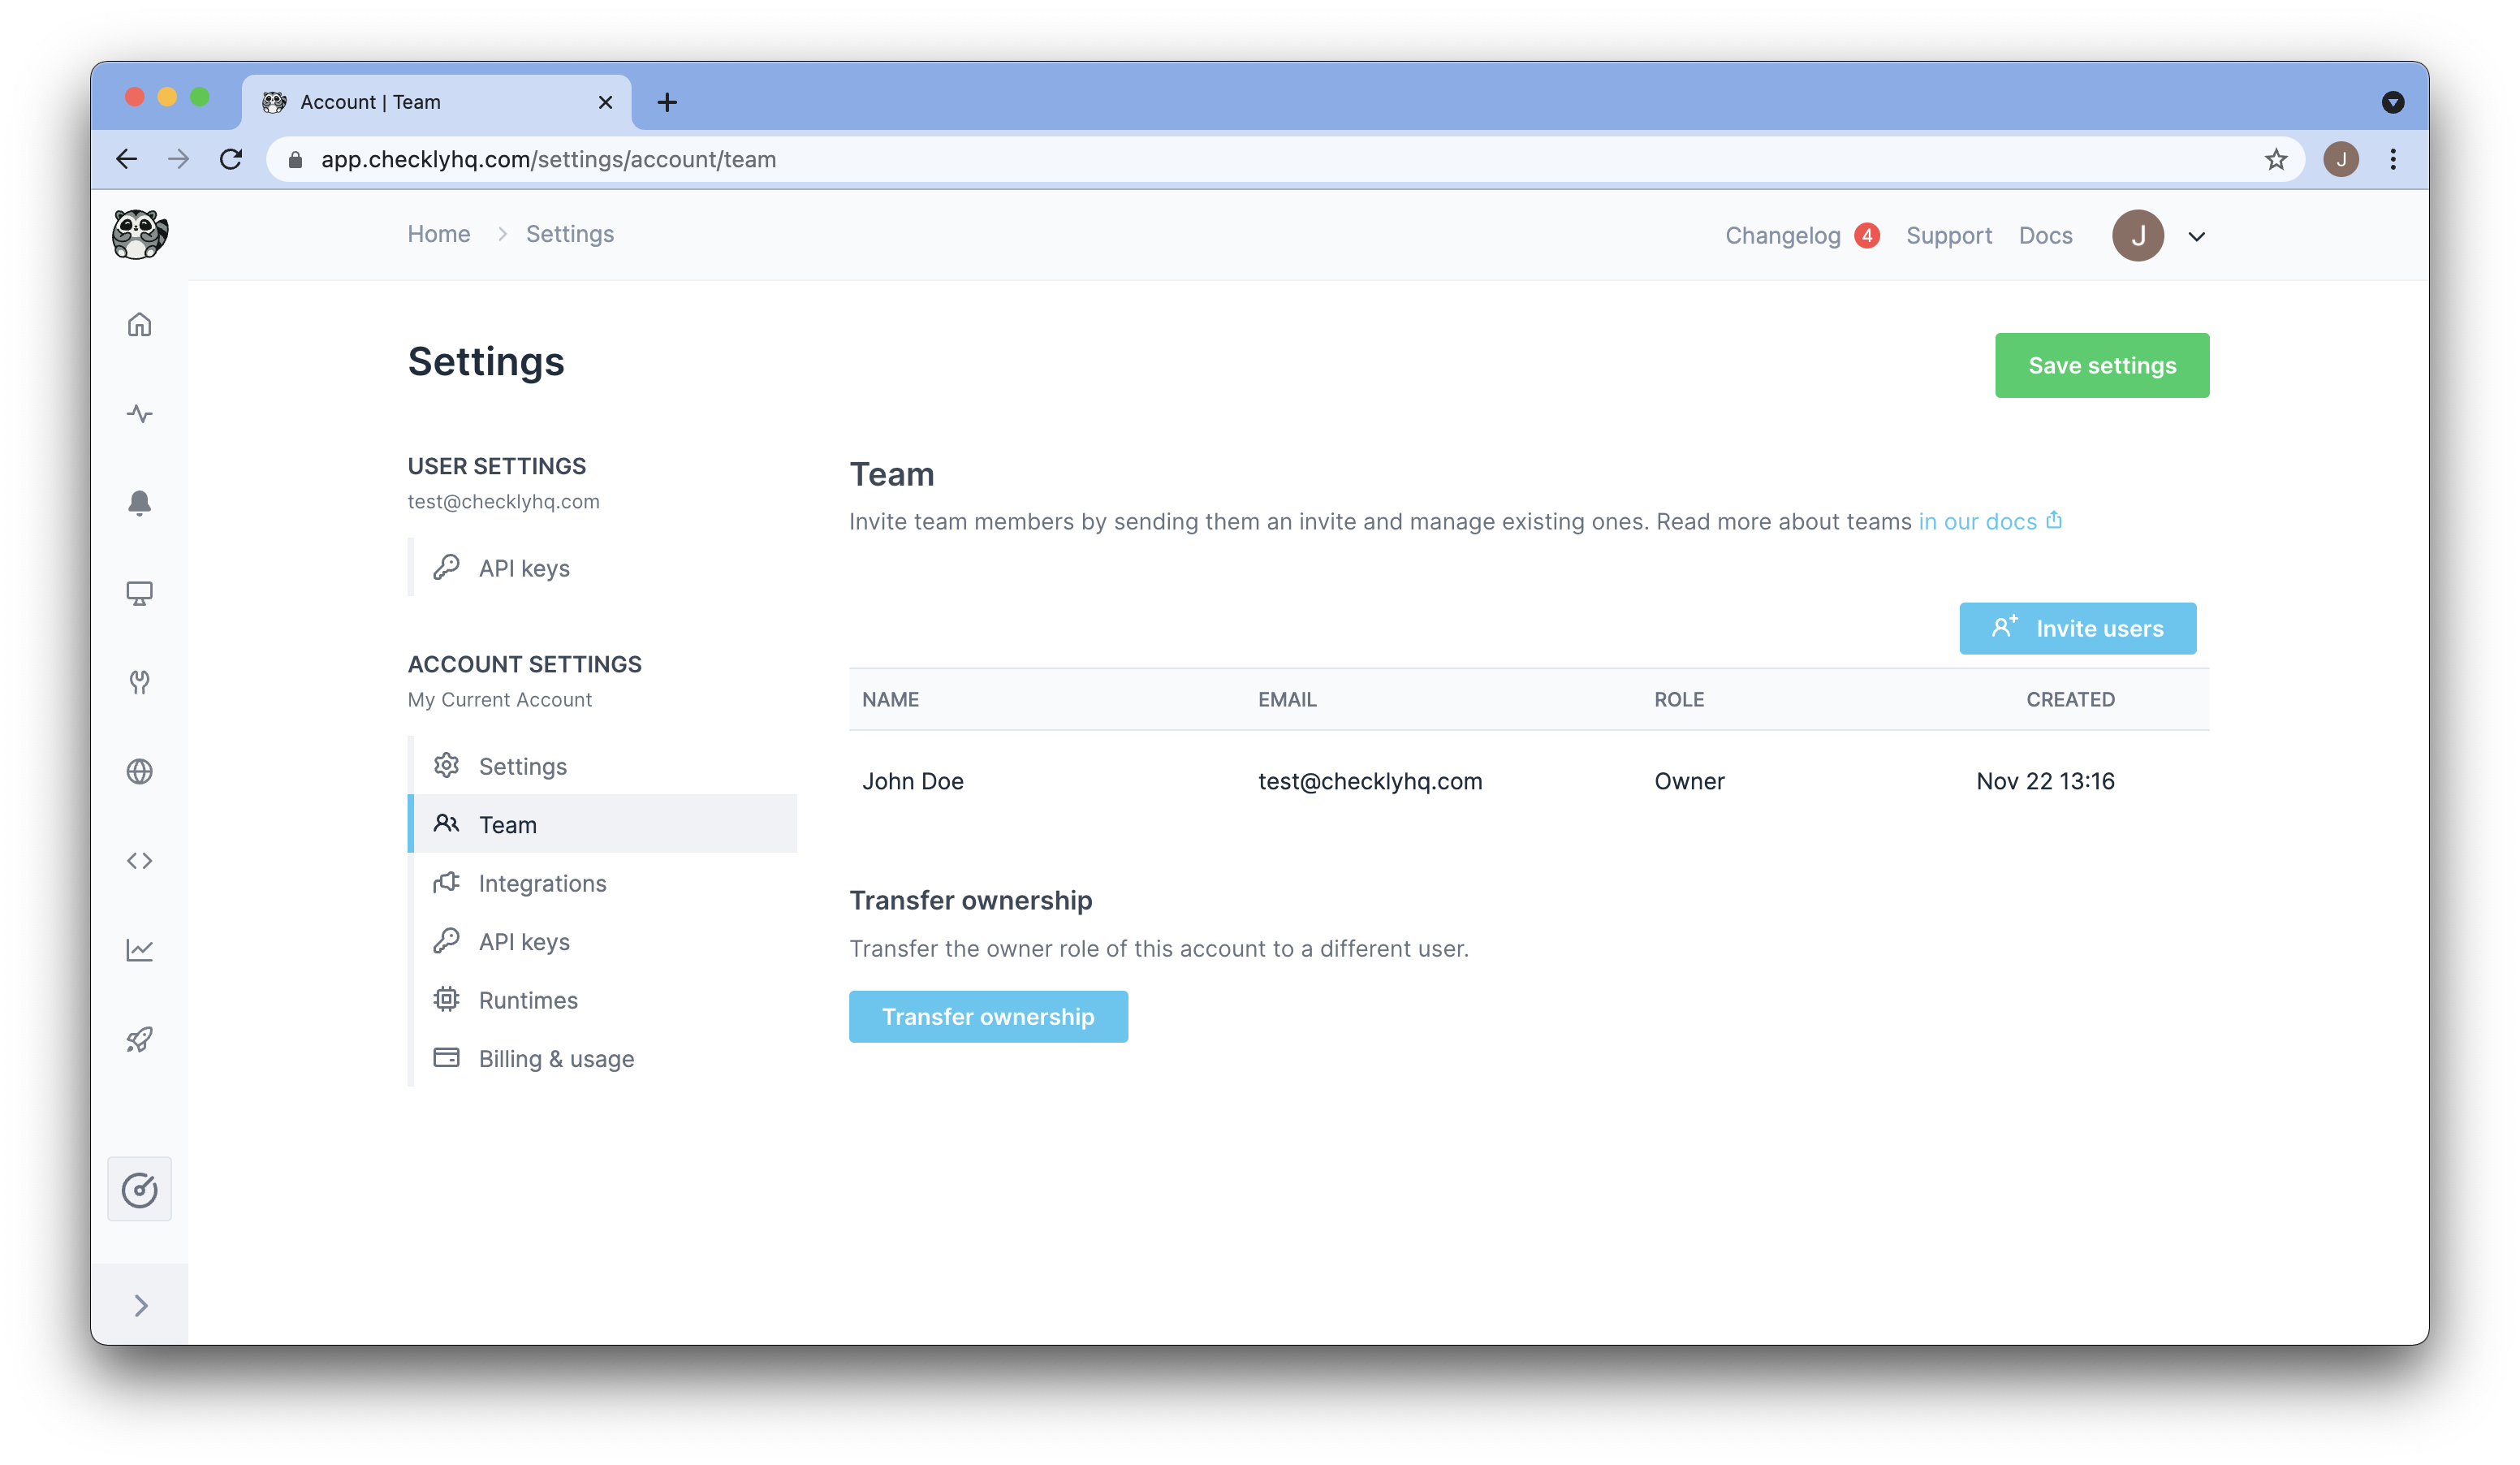 Account | Team
app.checklyhq.com/settings/account/team
J
Home
Settings
Changelog 4 Support Docs J
Settings
Save settings
USER SETTINGS
test@checklyhq.com
API keys
ACCOUNT SETTINGS
My Current Account
Settings
Team
Integrations
API keys
Runtimes
Billing & usage
Team
Invite team members by sending them an invite and manage existing ones. Read more about teams in our docs
Invite users
NAME EMAIL ROLE CREATED
John Doe test@checklyhq.com Owner Nov 22 13:16
Transfer ownership
Transfer the owner role of this account to a different user.
Transfer ownership